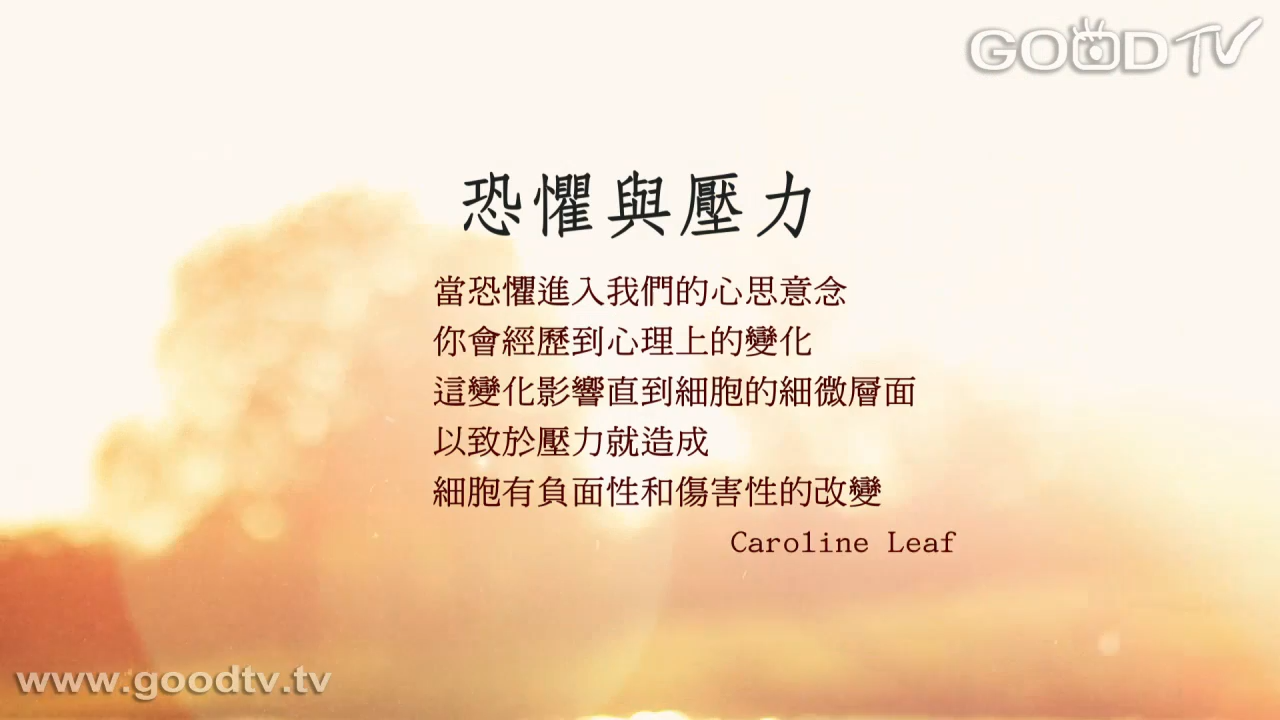 GOOD TV
恐懼與壓力
當恐懼進入我們的心思意念
你會經歷到心理上的變化
這變化影響直到細胞的細微層面
以致於壓力就造成
細胞有負面性和傷害性的改變
Caroline Leaf
www.goodtv.tv